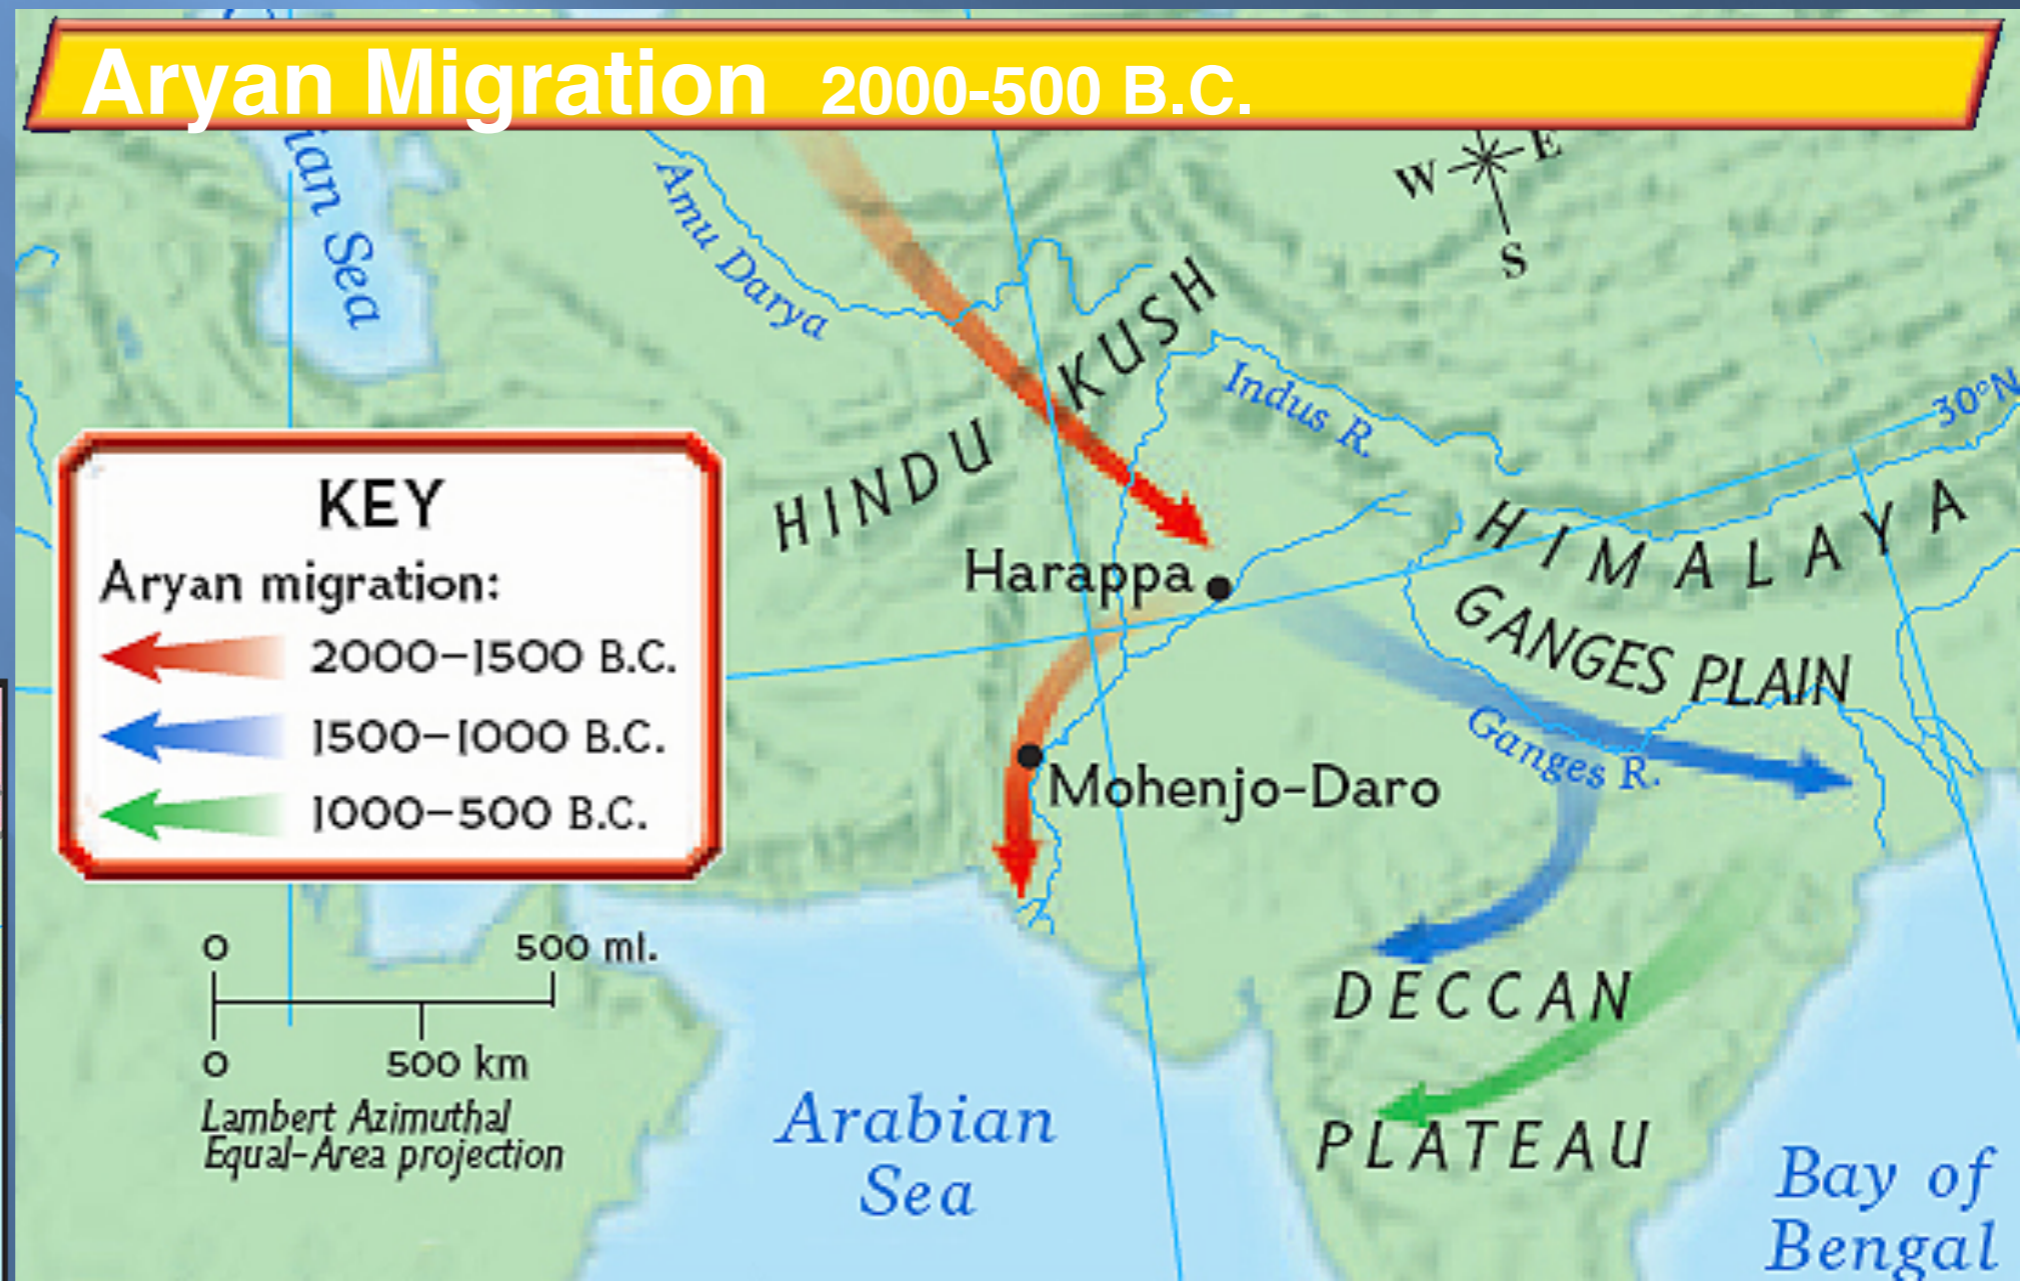 Aryan Migration 2000-500 B.C.
ian Sea
Amu Darya
W E
S
HINDU KUSH
Indus R.
30°N
HIMALAYA
Harappa
GANGES PLAIN
Ganges R.
Mohenjo-Daro
KEY
Aryan migration:
2000–1500 B.C.
1500–1000 B.C.
1000–500 B.C.
0 500 mi.
0 500 km
Lambert Azimuthal
Equal-Area projection
DECCAN
PLATEAU
Arabian
Sea
Bay of
Bengal